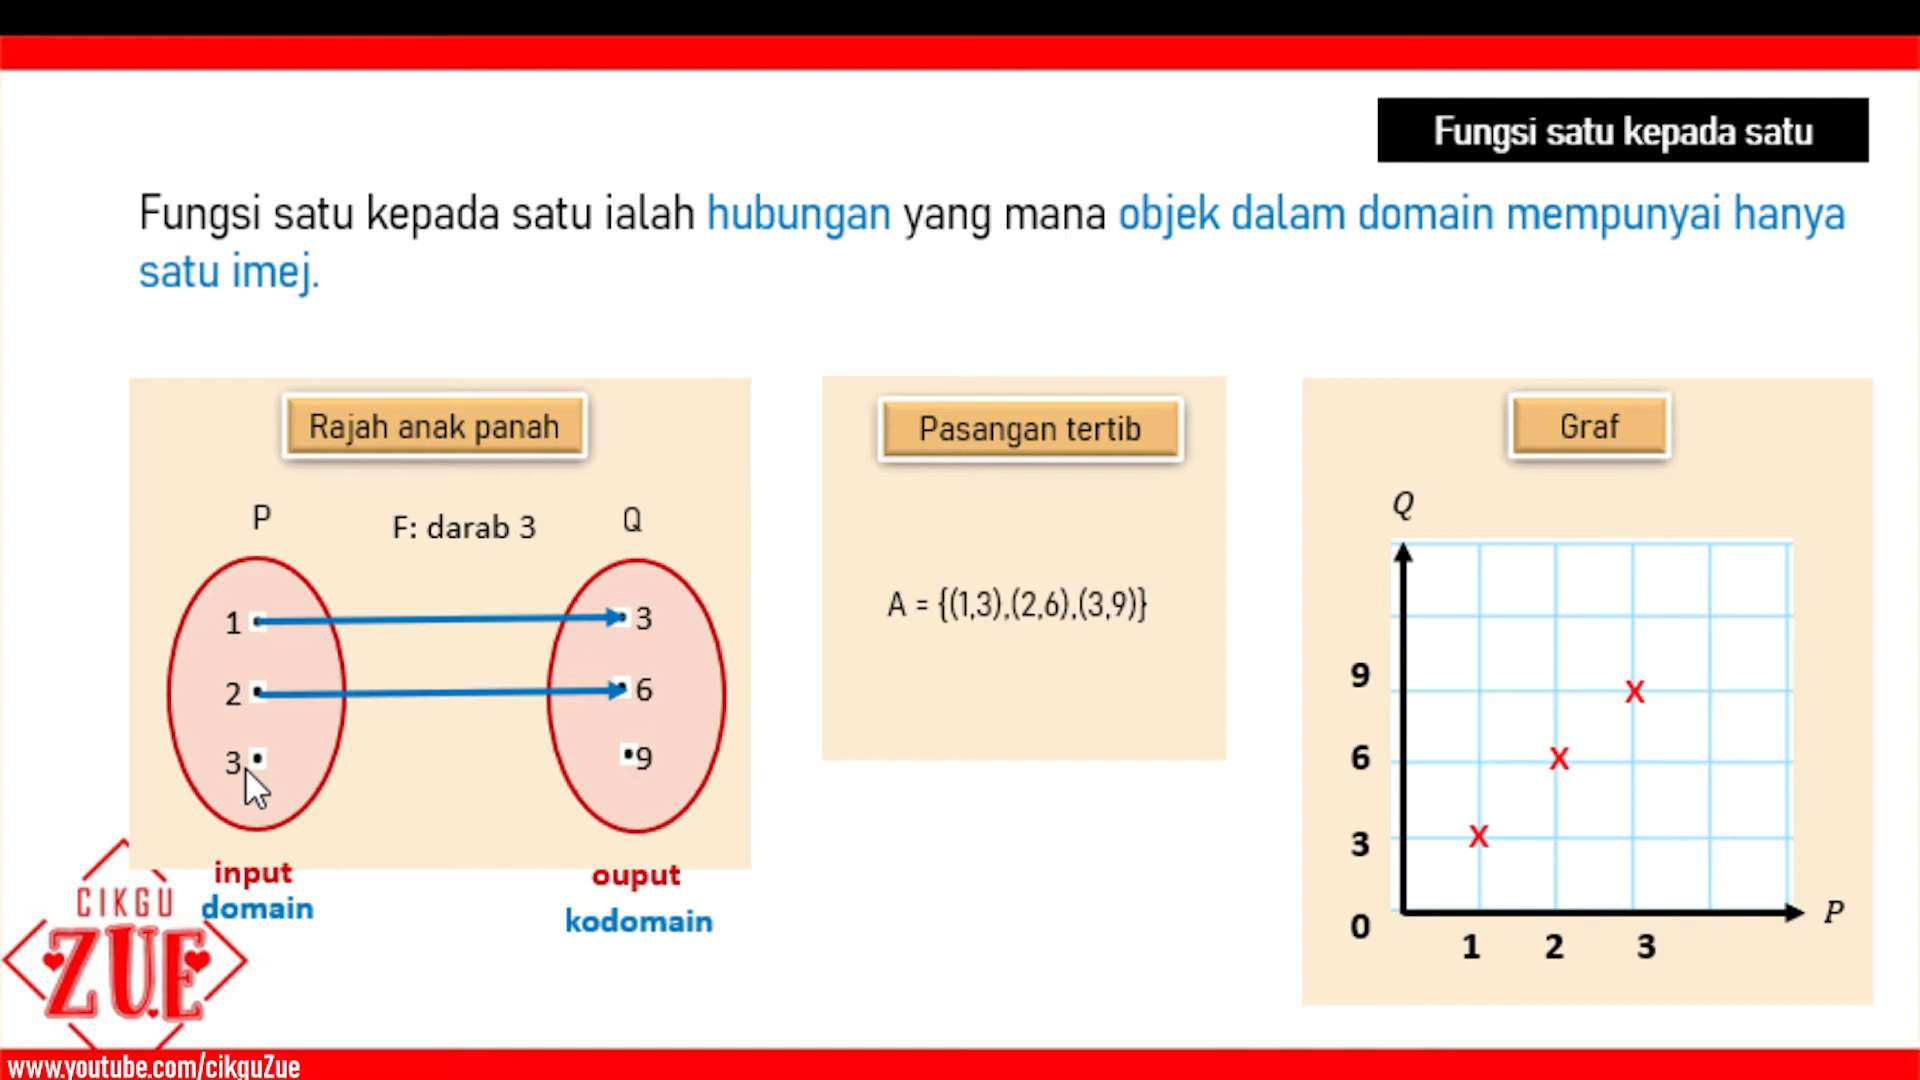 Fungsi satu kepada satu
Fungsi satu kepada satu ialah hubungan yang mana objek dalam domain mempunyai hanya
satu imej.
Rajah anak panah
P
F: darab 3
Q
1
3
2
6
3
9
input
domain
ouput
kodomain
Pasangan tertib
A = {(1,3),(2,6),(3,9)}
Graf
Q
9
6
3
0
1 2 3
P
X
X
X
CIKGU
ZUE
www.youtube.com/cikguZue